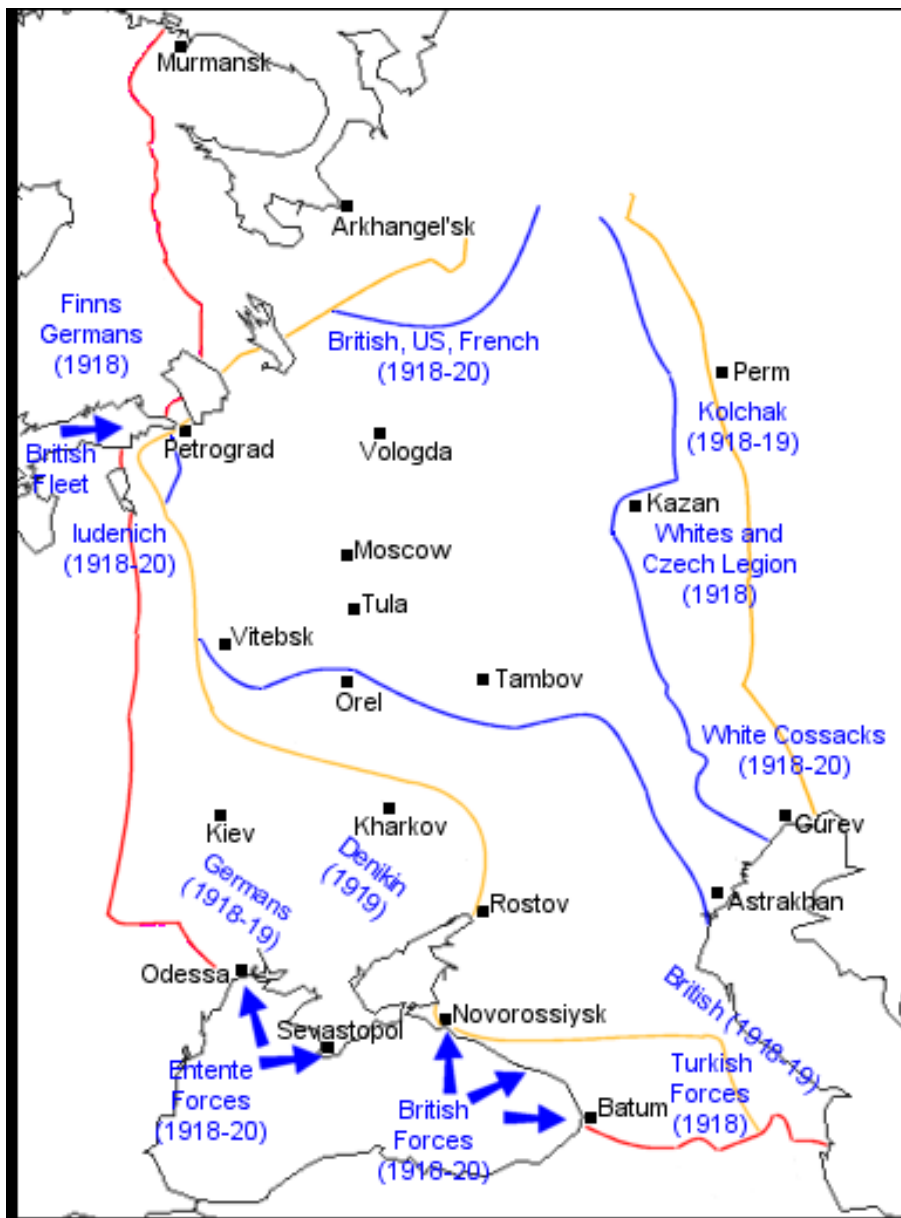 Murmansk
Arkhangel'sk
Finns
Germans
(1918)
British, US, French
(1918-20)
Perm
Kolchak
(1918-19)
British
Fleet
Petrograd
Vologda
Kazan
Iudenich
(1918-20)
Whites and
Czech Legion
(1918)
Moscow
Tula
Vitebsk
Orel
Tambov
White Cossacks
(1918-20)
Kiev
Kharkov
Gurev
Germans
(1918-19)
Denikin
(1919)
Rostov
Astrakhan
Odessa
Sevastopol
Novorossiysk
British (1918-19)
Entente
Forces
(1918-20)
British
Forces
(1918-20)
Batum
Turkish
Forces
(1918)